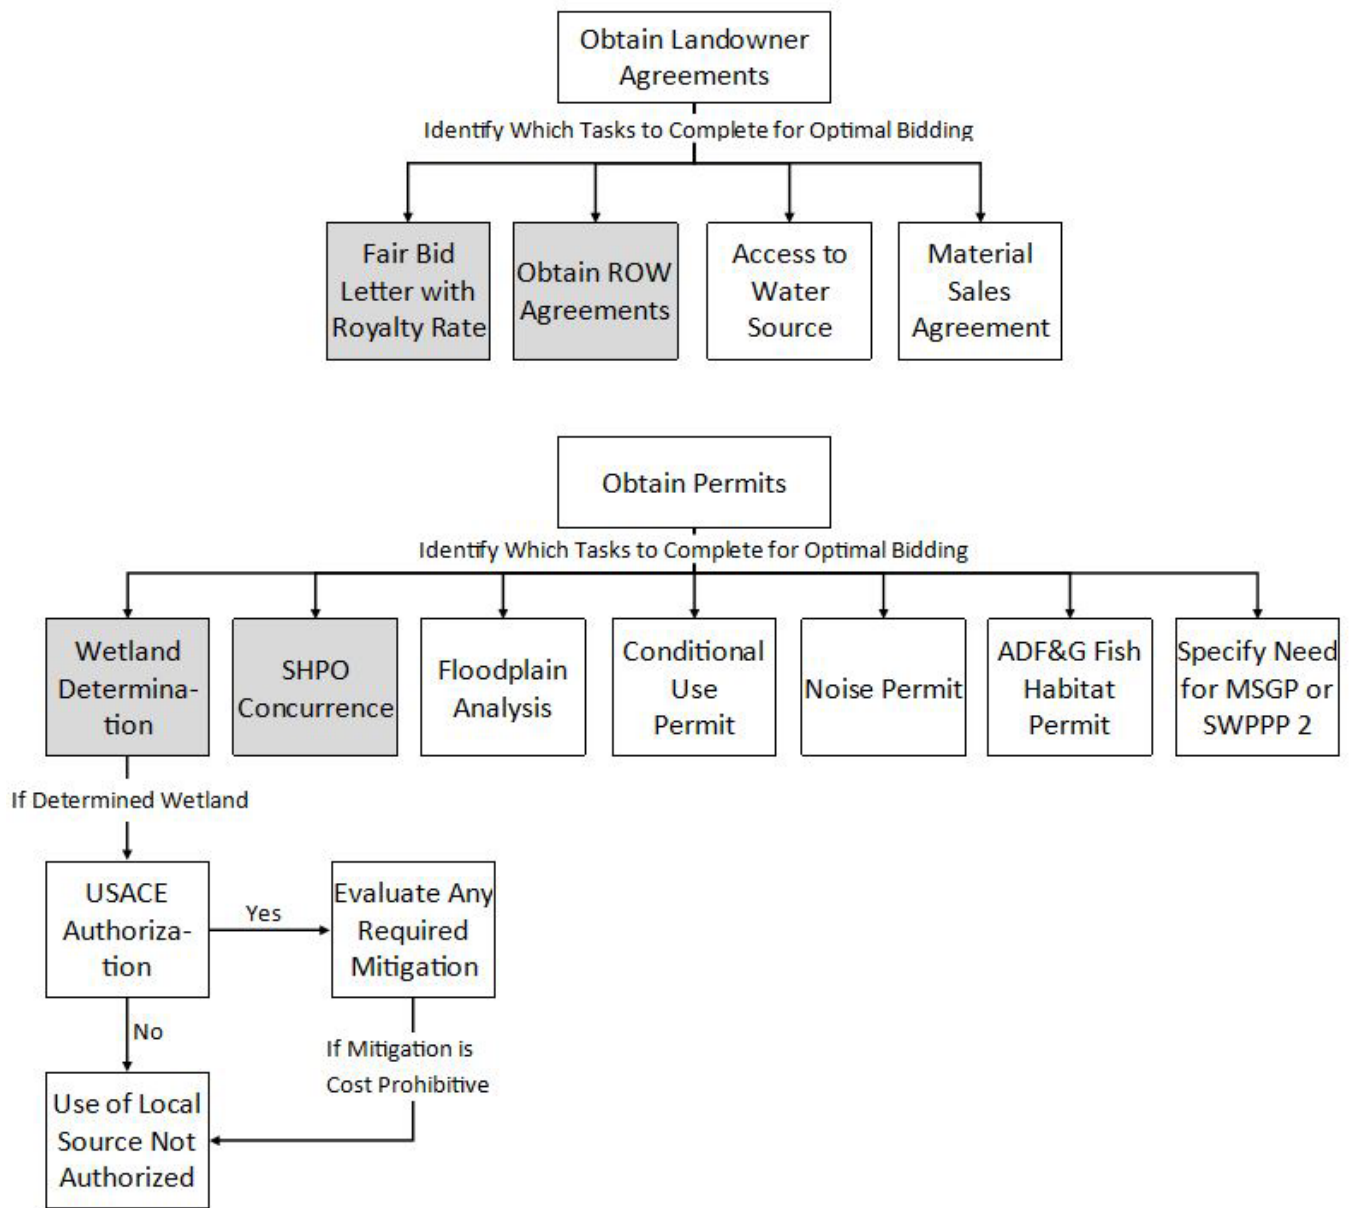 Obtain Landowner
Agreements
Identify Which Tasks to Complete for Optimal Bidding
Fair Bid
Letter with
Royalty Rate
Obtain ROW
Agreements
Access to
Water
Source
Material
Sales
Agreement
Obtain Permits
Identify Which Tasks to Complete for Optimal Bidding
Wetland
Determina-
tion
SHPO
Concurrence
Floodplain
Analysis
Conditional
Use
Permit
Noise Permit
ADF&G Fish
Habitat
Permit
Specify Need
for MSGP or
SWPPP 2
If Determined Wetland
USACE
Authoriza-
tion
Yes
Evaluate Any
Required
Mitigation
No
If Mitigation is
Cost Prohibitive
Use of Local
Source Not
Authorized